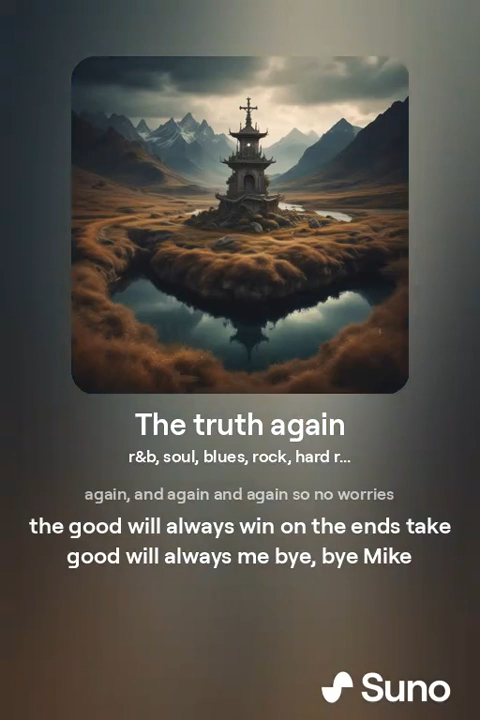 The truth again
r&b, soul, blues, rock, hard r...
again, and again and again so no worries
the good will always win on the ends take
good will always me bye, bye Mike
Suno